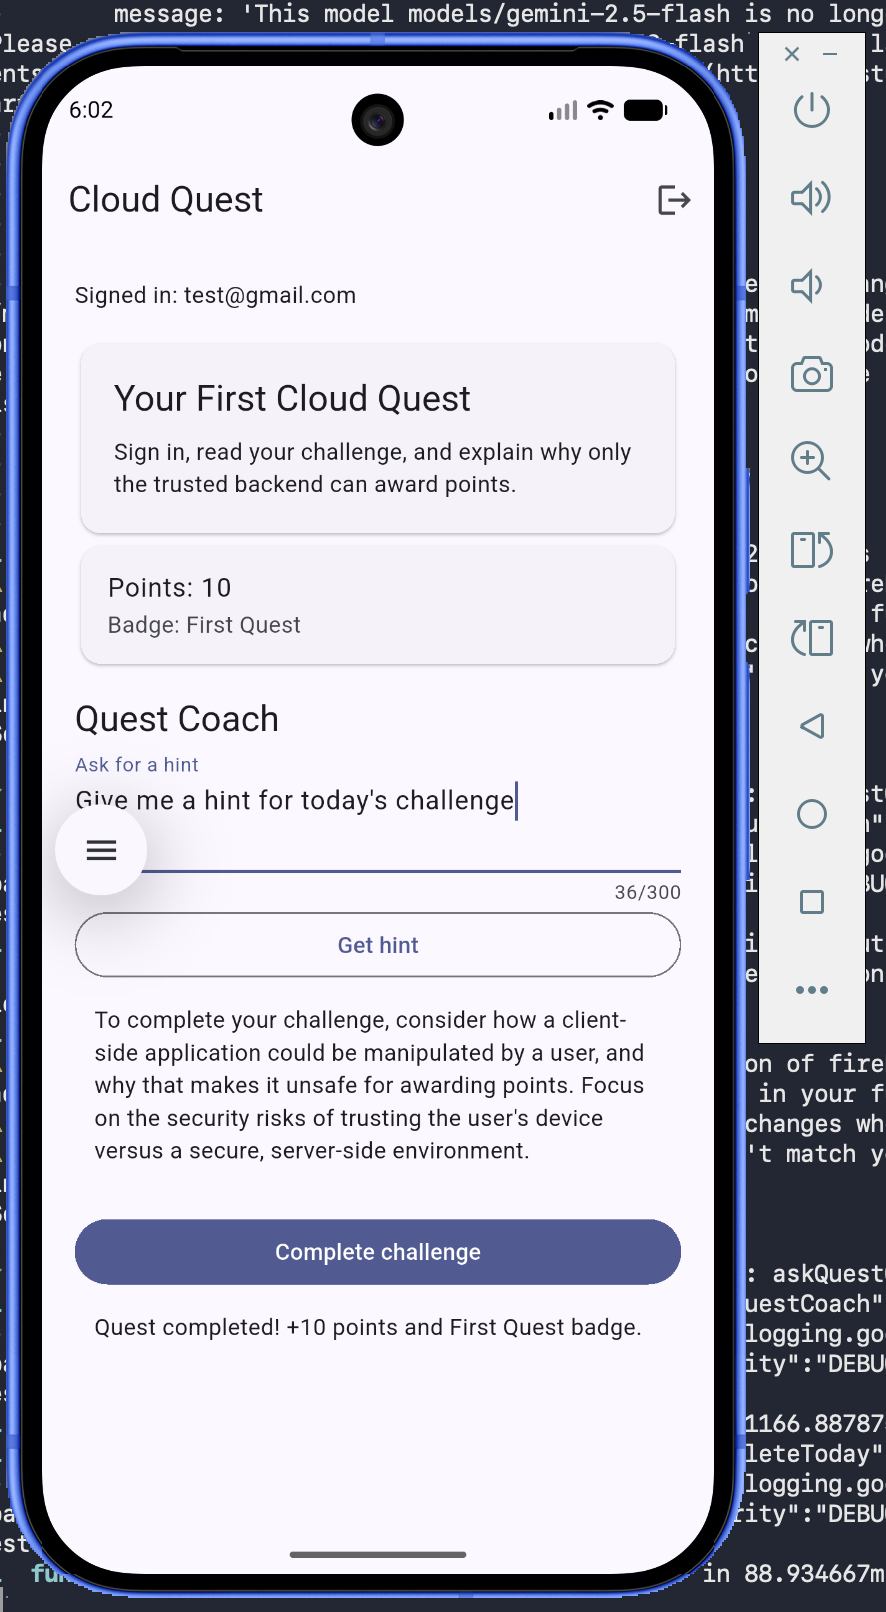 message: 'This model models/gemini-2.5-flash is no long
6:02
Cloud Quest
Signed in: test@gmail.com
Your First Cloud Quest
Sign in, read your challenge, and explain why only
the trusted backend can award points.
Points: 10
Badge: First Quest
Quest Coach
Ask for a hint
Give me a hint for today's challenge
36/300
Get hint
To complete your challenge, consider how a client-
side application could be manipulated by a user, and
why that makes it unsafe for awarding points. Focus
on the security risks of trusting the user's device
versus a secure, server-side environment.
on of fire
in your f
changes wh
't match y
Complete challenge
: askQuest
uestCoach"
Quest completed! +10 points and First Quest badge.
logging.go
ity":"DEBU
1166.88787
leteToday"
logging.go
rity":"DEBU
in 88.934667m